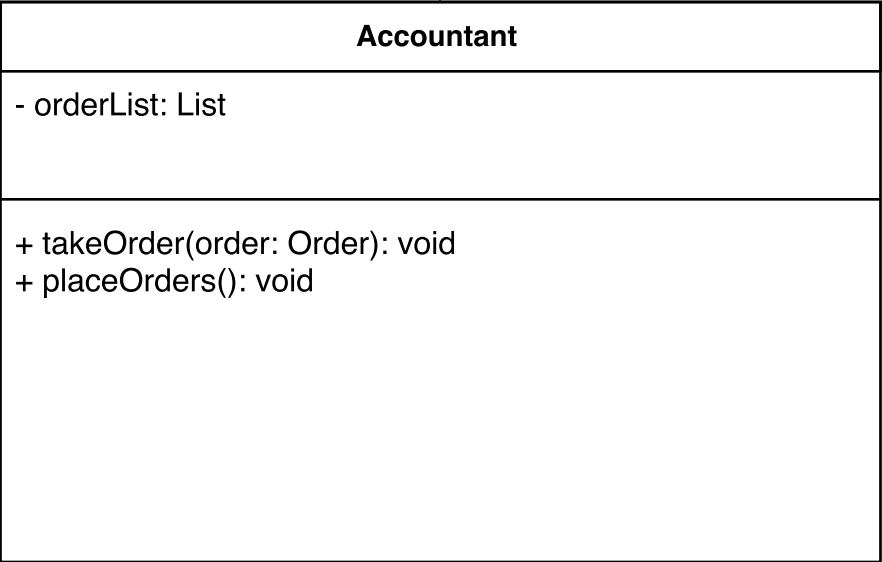 Accountant
- orderList: List
+ takeOrder(order: Order): void
+ placeOrders(): void